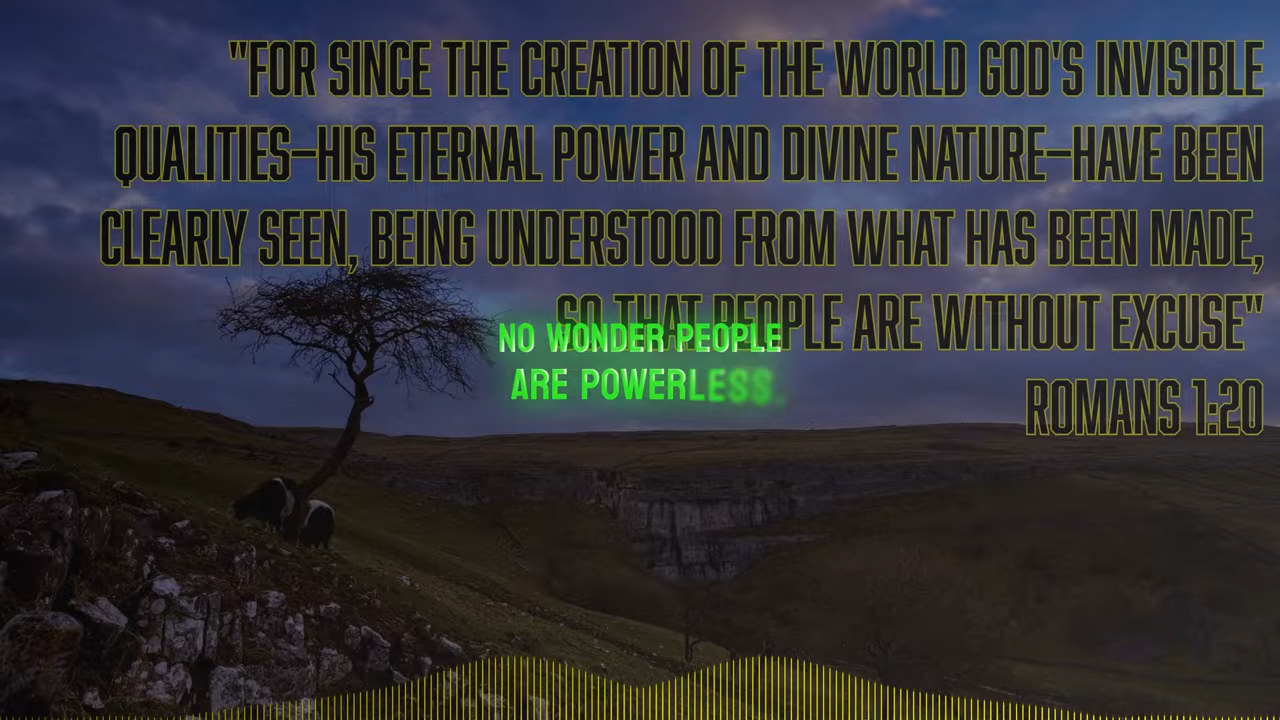 "FOR SINCE THE CREATION OF THE WORLD GOD'S INVISIBLE
QUALITIES—HIS ETERNAL POWER AND DIVINE NATURE—HAVE BEEN
CLEARLY SEEN, BEING UNDERSTOOD FROM WHAT HAS BEEN MADE,
SO THAT PEOPLE ARE WITHOUT EXCUSE"
ROMANS 1:20
NO WONDER PEOPLE
ARE POWERLESS.